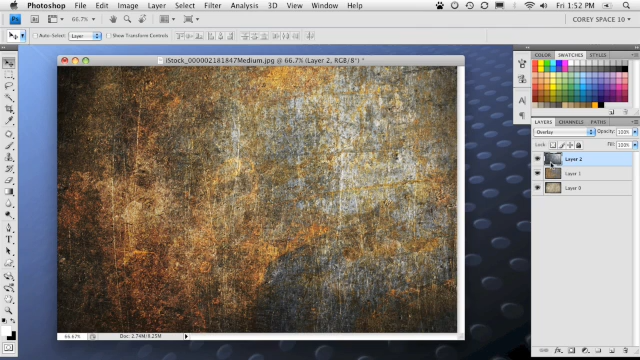 Photoshop File Edit Image Layer Select Filter Analysis 3D View Window Help
Fri 1:52 PM
Ps 66.7% COREY SPACE 10
Auto-Select: Layer Show Transform Controls
iStock_000002181847Medium.jpg @ 66.7% (Layer 2, RGB/8*) *
COLOR SWATCHES STYLES
LAYERS CHANNELS PATHS
Overlay Opacity: 100%
Lock: Fill: 100%
Layer 2
Layer 1
Layer 0
66.67% Doc: 2.74M/8.25M